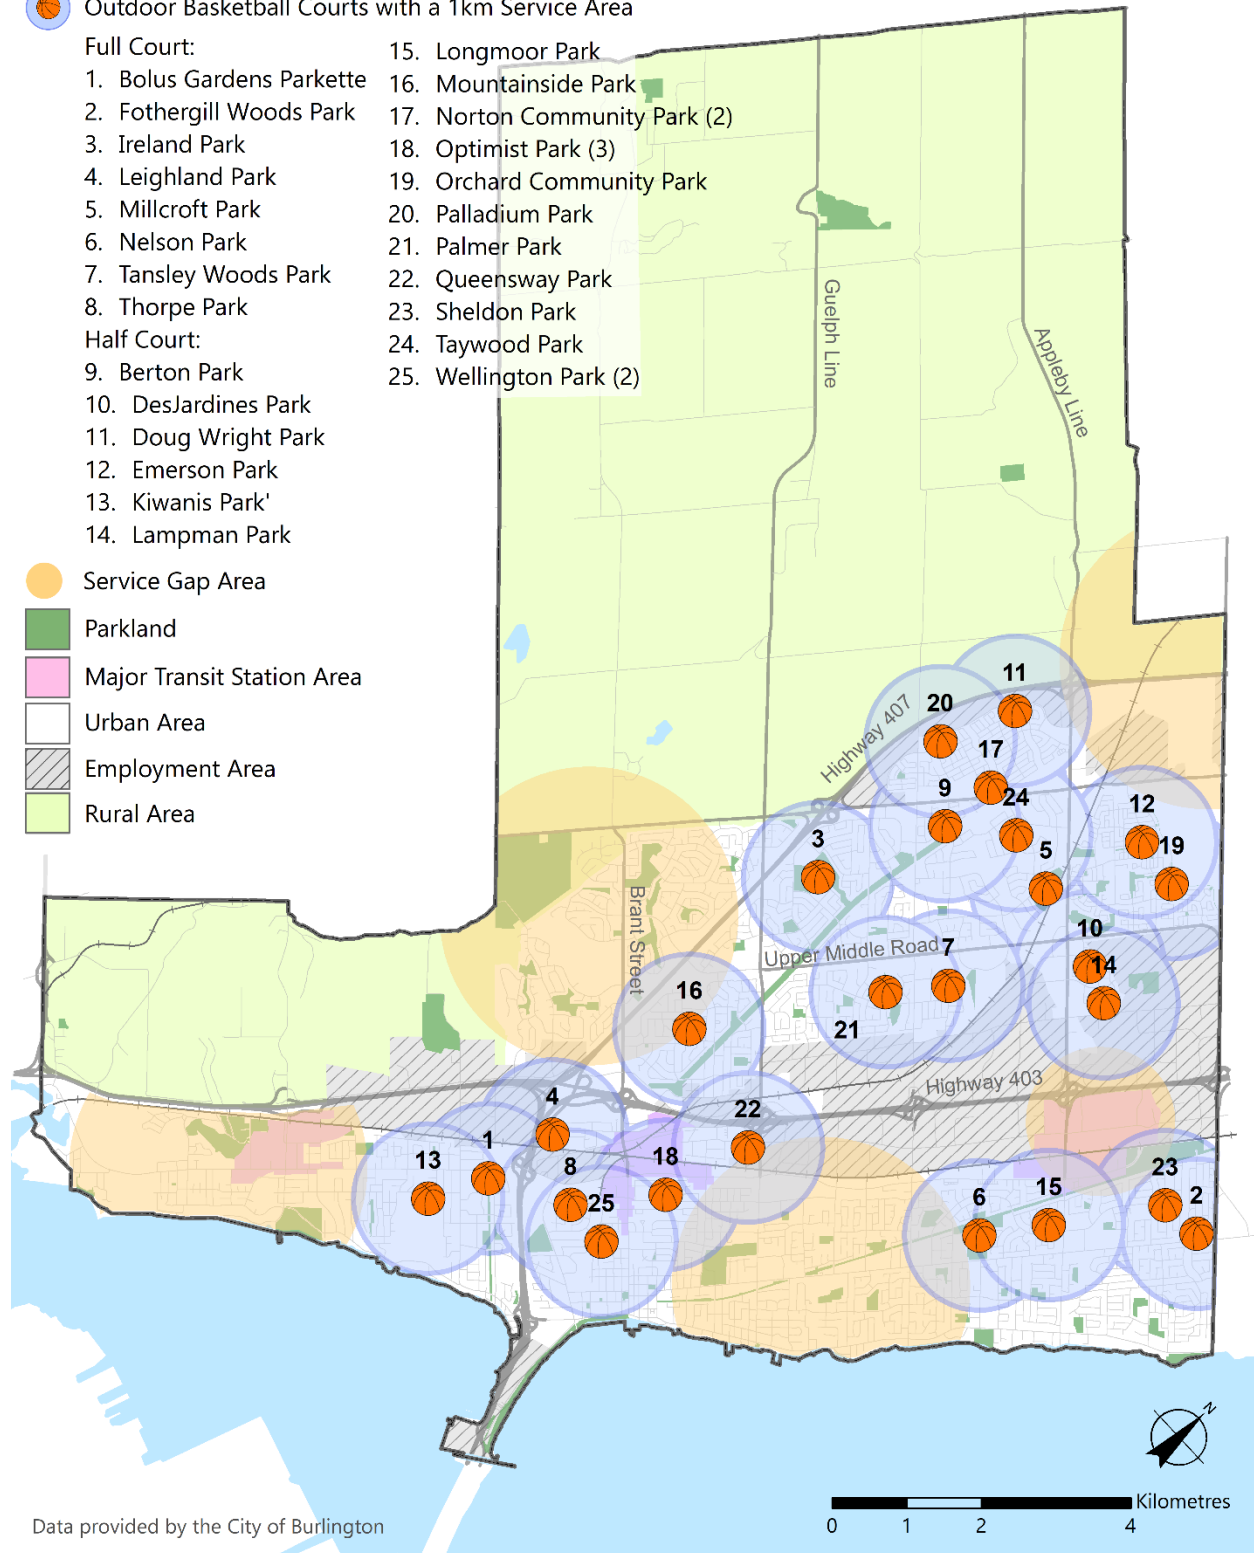 Outdoor Basketball Courts with a 1km Service Area
Full Court:
1. Bolus Gardens Parkette
2. Fothergill Woods Park
3. Ireland Park
4. Leighland Park
5. Millcroft Park
6. Nelson Park
7. Tansley Woods Park
8. Thorpe Park
Half Court:
9. Berton Park
10. DesJardines Park
11. Doug Wright Park
12. Emerson Park
13. Kiwanis Park'
14. Lampman Park
15. Longmoor Park
16. Mountainside Park
17. Norton Community Park (2)
18. Optimist Park (3)
19. Orchard Community Park
20. Palladium Park
21. Palmer Park
22. Queensway Park
23. Sheldon Park
24. Taywood Park
25. Wellington Park (2)
Service Gap Area
Parkland
Major Transit Station Area
Urban Area
Employment Area
Rural Area
Guelph Line
Appleby Line
Highway 407
Brant Street
Upper Middle Road
Highway 403
11
20
17
9
24
12
3
5
19
10
7
14
16
21
4
22
1
13
8
18
25
6
15
23
2
N
Kilometres
0 1 2 4
Data provided by the City of Burlington